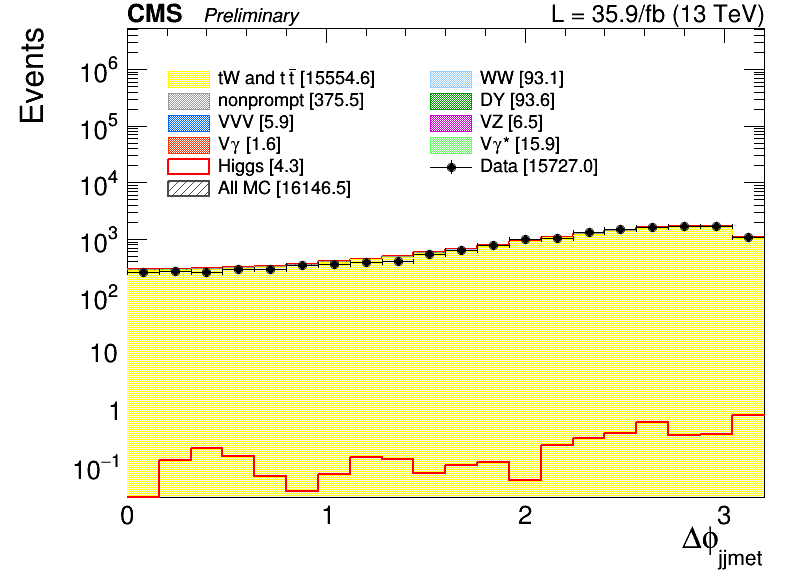 CMS Preliminary L = 35.9/fb (13 TeV)
Events
tW and t t̄ [15554.6] WW [93.1]
nonprompt [375.5] DY [93.6]
VVV [5.9] VZ [6.5]
Vγ [1.6] Vγ* [15.9]
Higgs [4.3] Data [15727.0]
All MC [16146.5]
10⁶
10⁵
10⁴
10³
10²
10
1
10⁻¹
0 1 2 3
Δϕjjmet